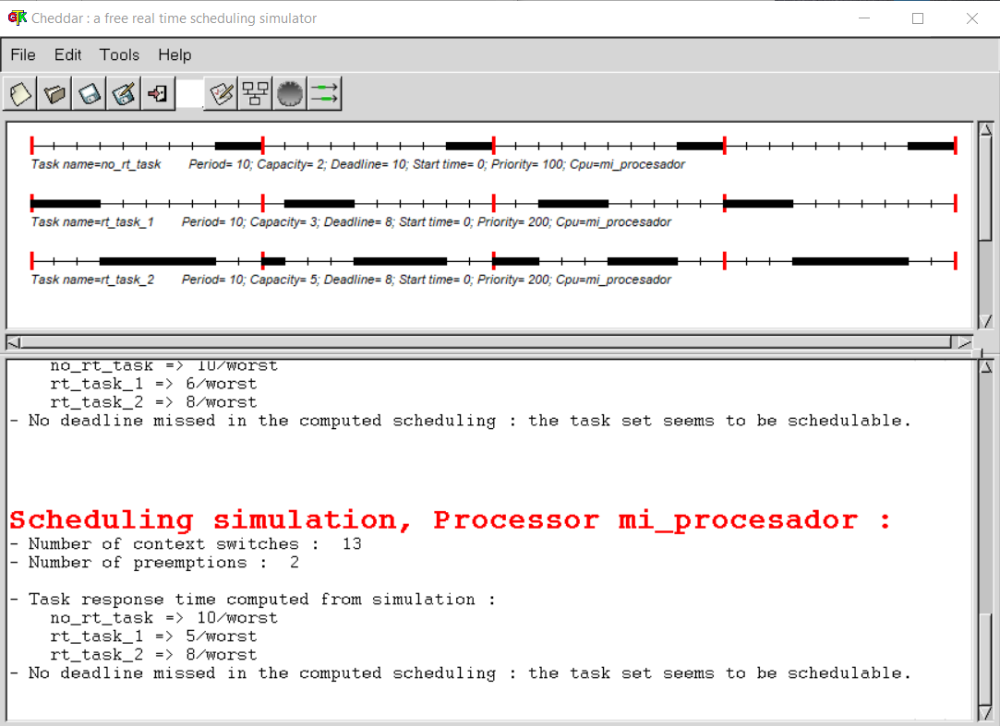 Cheddar : a free real time scheduling simulator
File Edit Tools Help
Task name=no_rt_task Period= 10; Capacity= 2; Deadline= 10; Start time= 0; Priority= 100; Cpu=mi_procesador
Task name=rt_task_1 Period= 10; Capacity= 3; Deadline= 8; Start time= 0; Priority= 200; Cpu=mi_procesador
Task name=rt_task_2 Period= 10; Capacity= 5; Deadline= 8; Start time= 0; Priority= 200; Cpu=mi_procesador
no_rt_task => 10/worst
rt_task_1 => 6/worst
rt_task_2 => 8/worst
- No deadline missed in the computed scheduling : the task set seems to be schedulable.
Scheduling simulation, Processor mi_procesador :
- Number of context switches : 13
- Number of preemptions : 2
- Task response time computed from simulation :
no_rt_task => 10/worst
rt_task_1 => 5/worst
rt_task_2 => 8/worst
- No deadline missed in the computed scheduling : the task set seems to be schedulable.